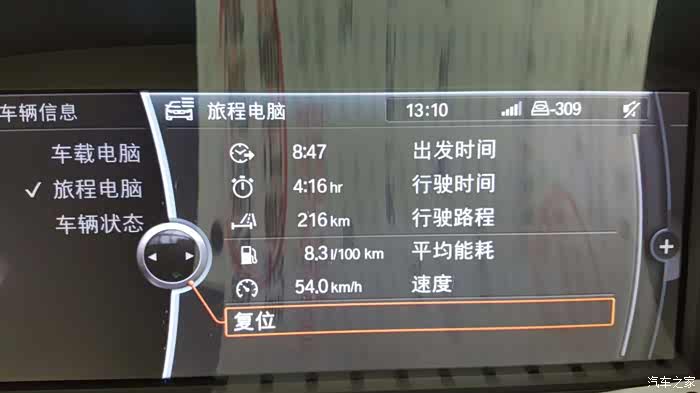 车辆信息
旅程电脑 13:10 -309
车载电脑
✓ 旅程电脑
车辆状态
8:47 出发时间
4:16 hr 行驶时间
216 km 行驶路程
8.3 l/100 km 平均能耗
54.0 km/h 速度
复位
汽车之家